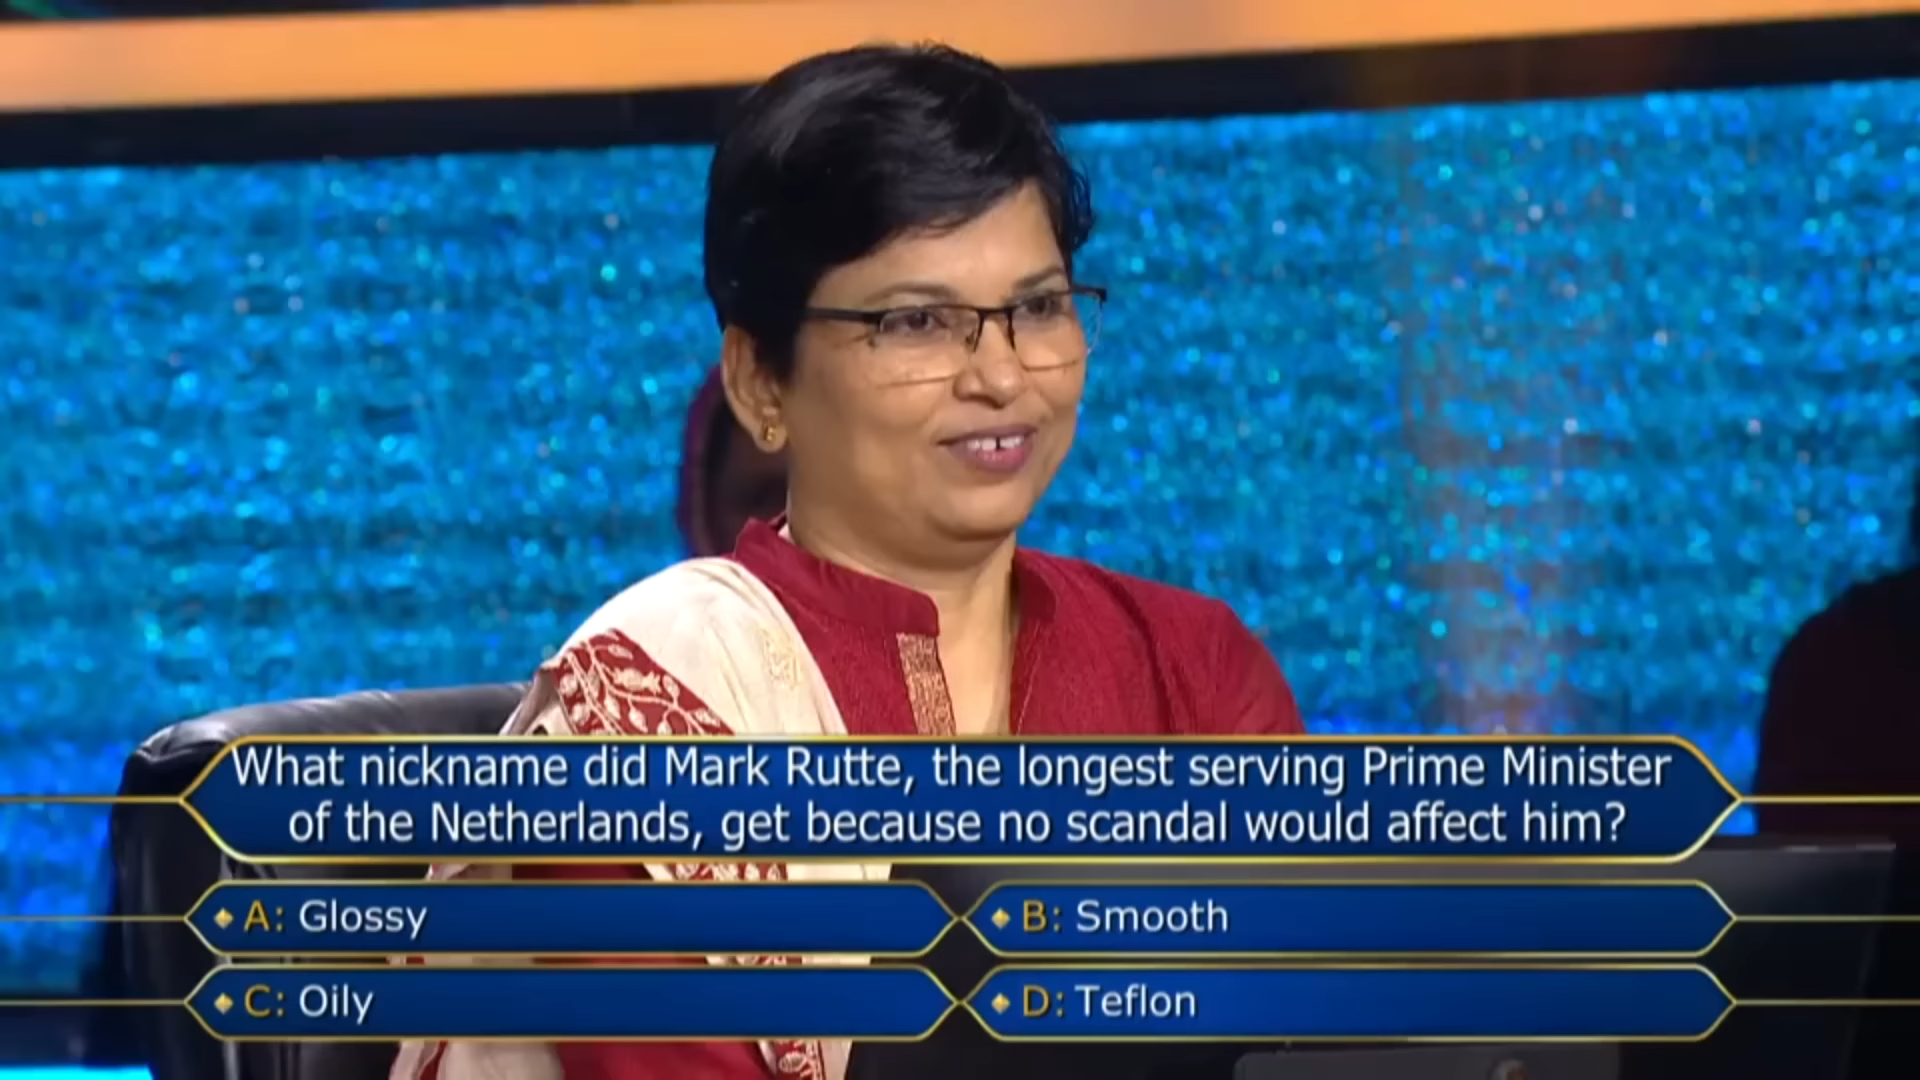 What nickname did Mark Rutte, the longest serving Prime Minister
of the Netherlands, get because no scandal would affect him?
A: Glossy
B: Smooth
C: Oily
D: Teflon